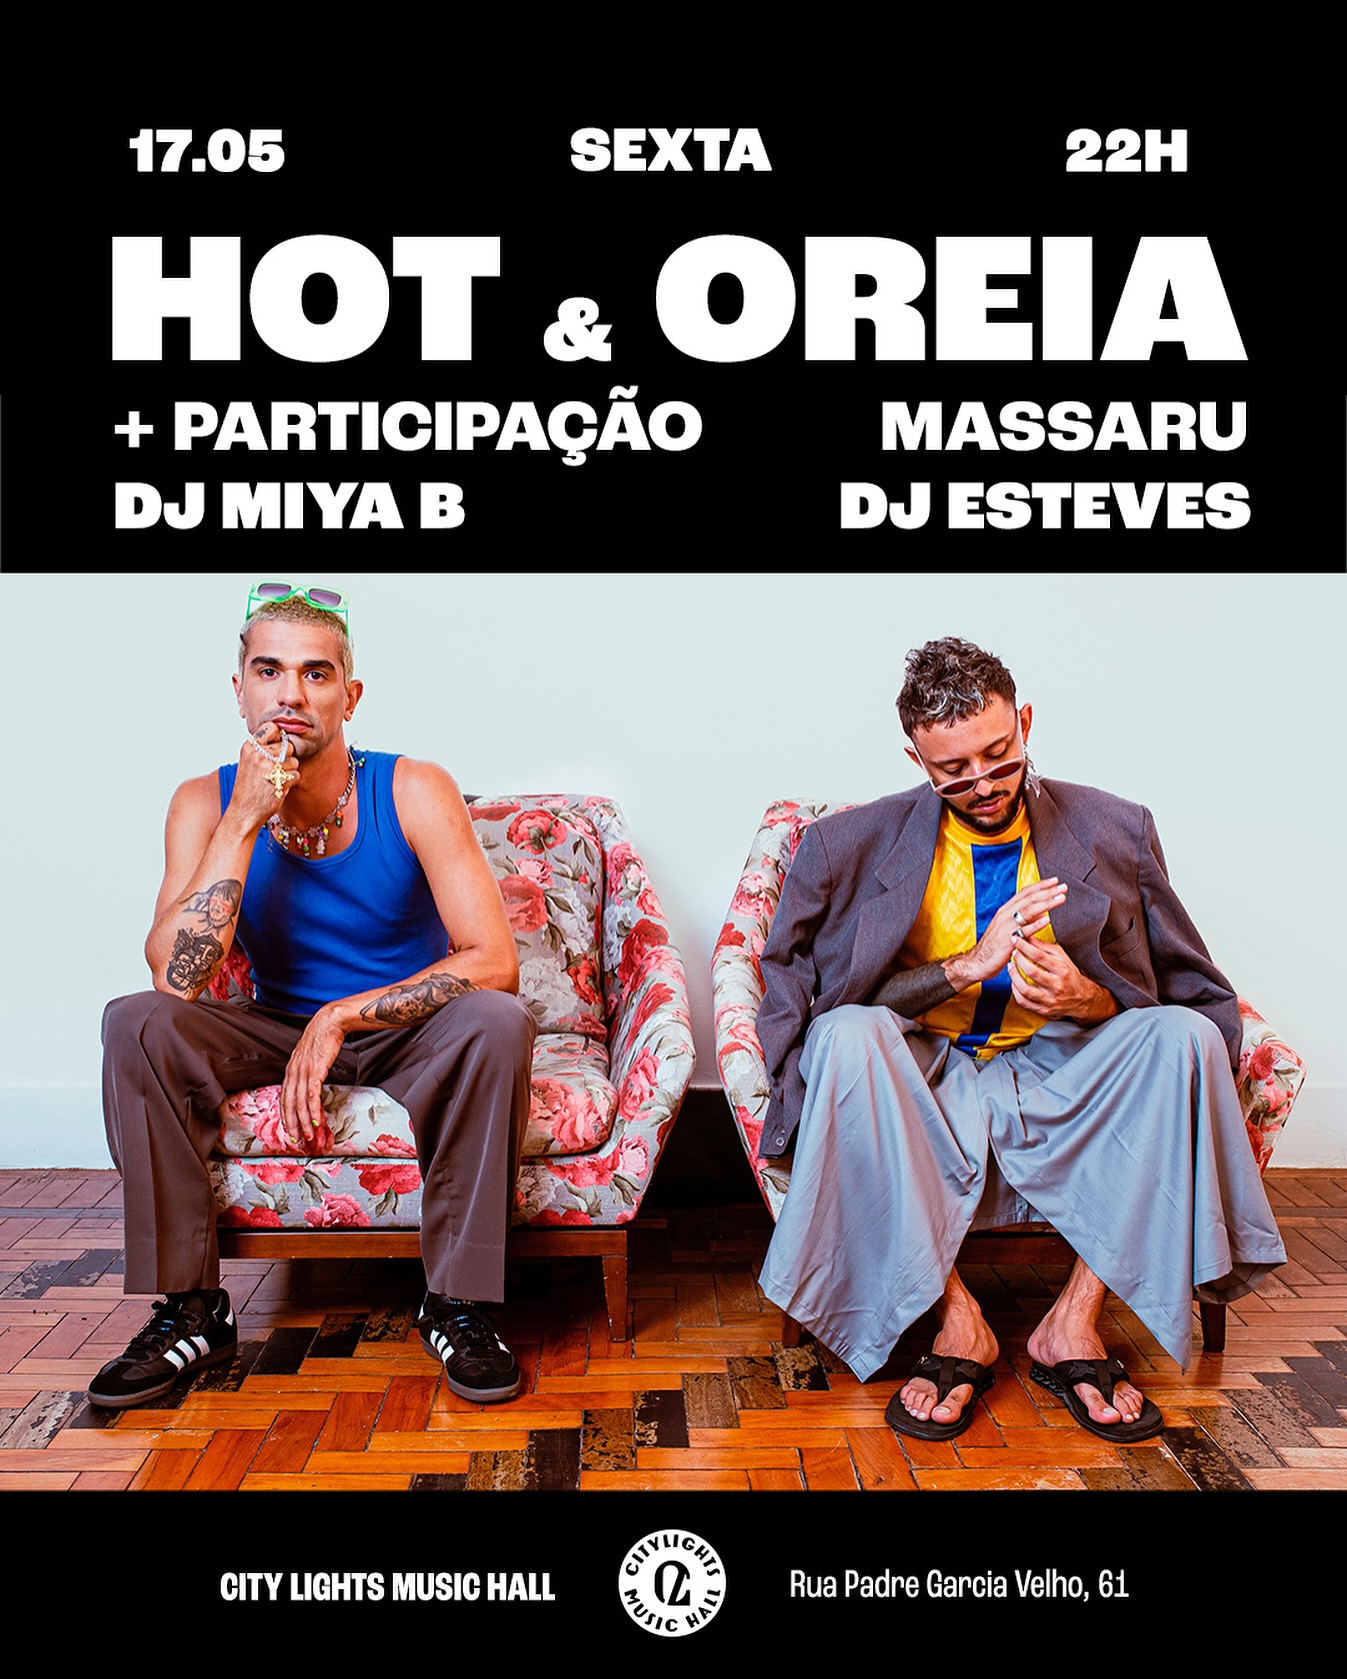 17.05 SEXTA 22H
HOT & OREIA
+ PARTICIPAÇÃO MASSARU
DJ MIYA B DJ ESTEVES
CITY LIGHTS MUSIC HALL
CITYLIGHTS
MUSIC HALL
Rua Padre Garcia Velho, 61